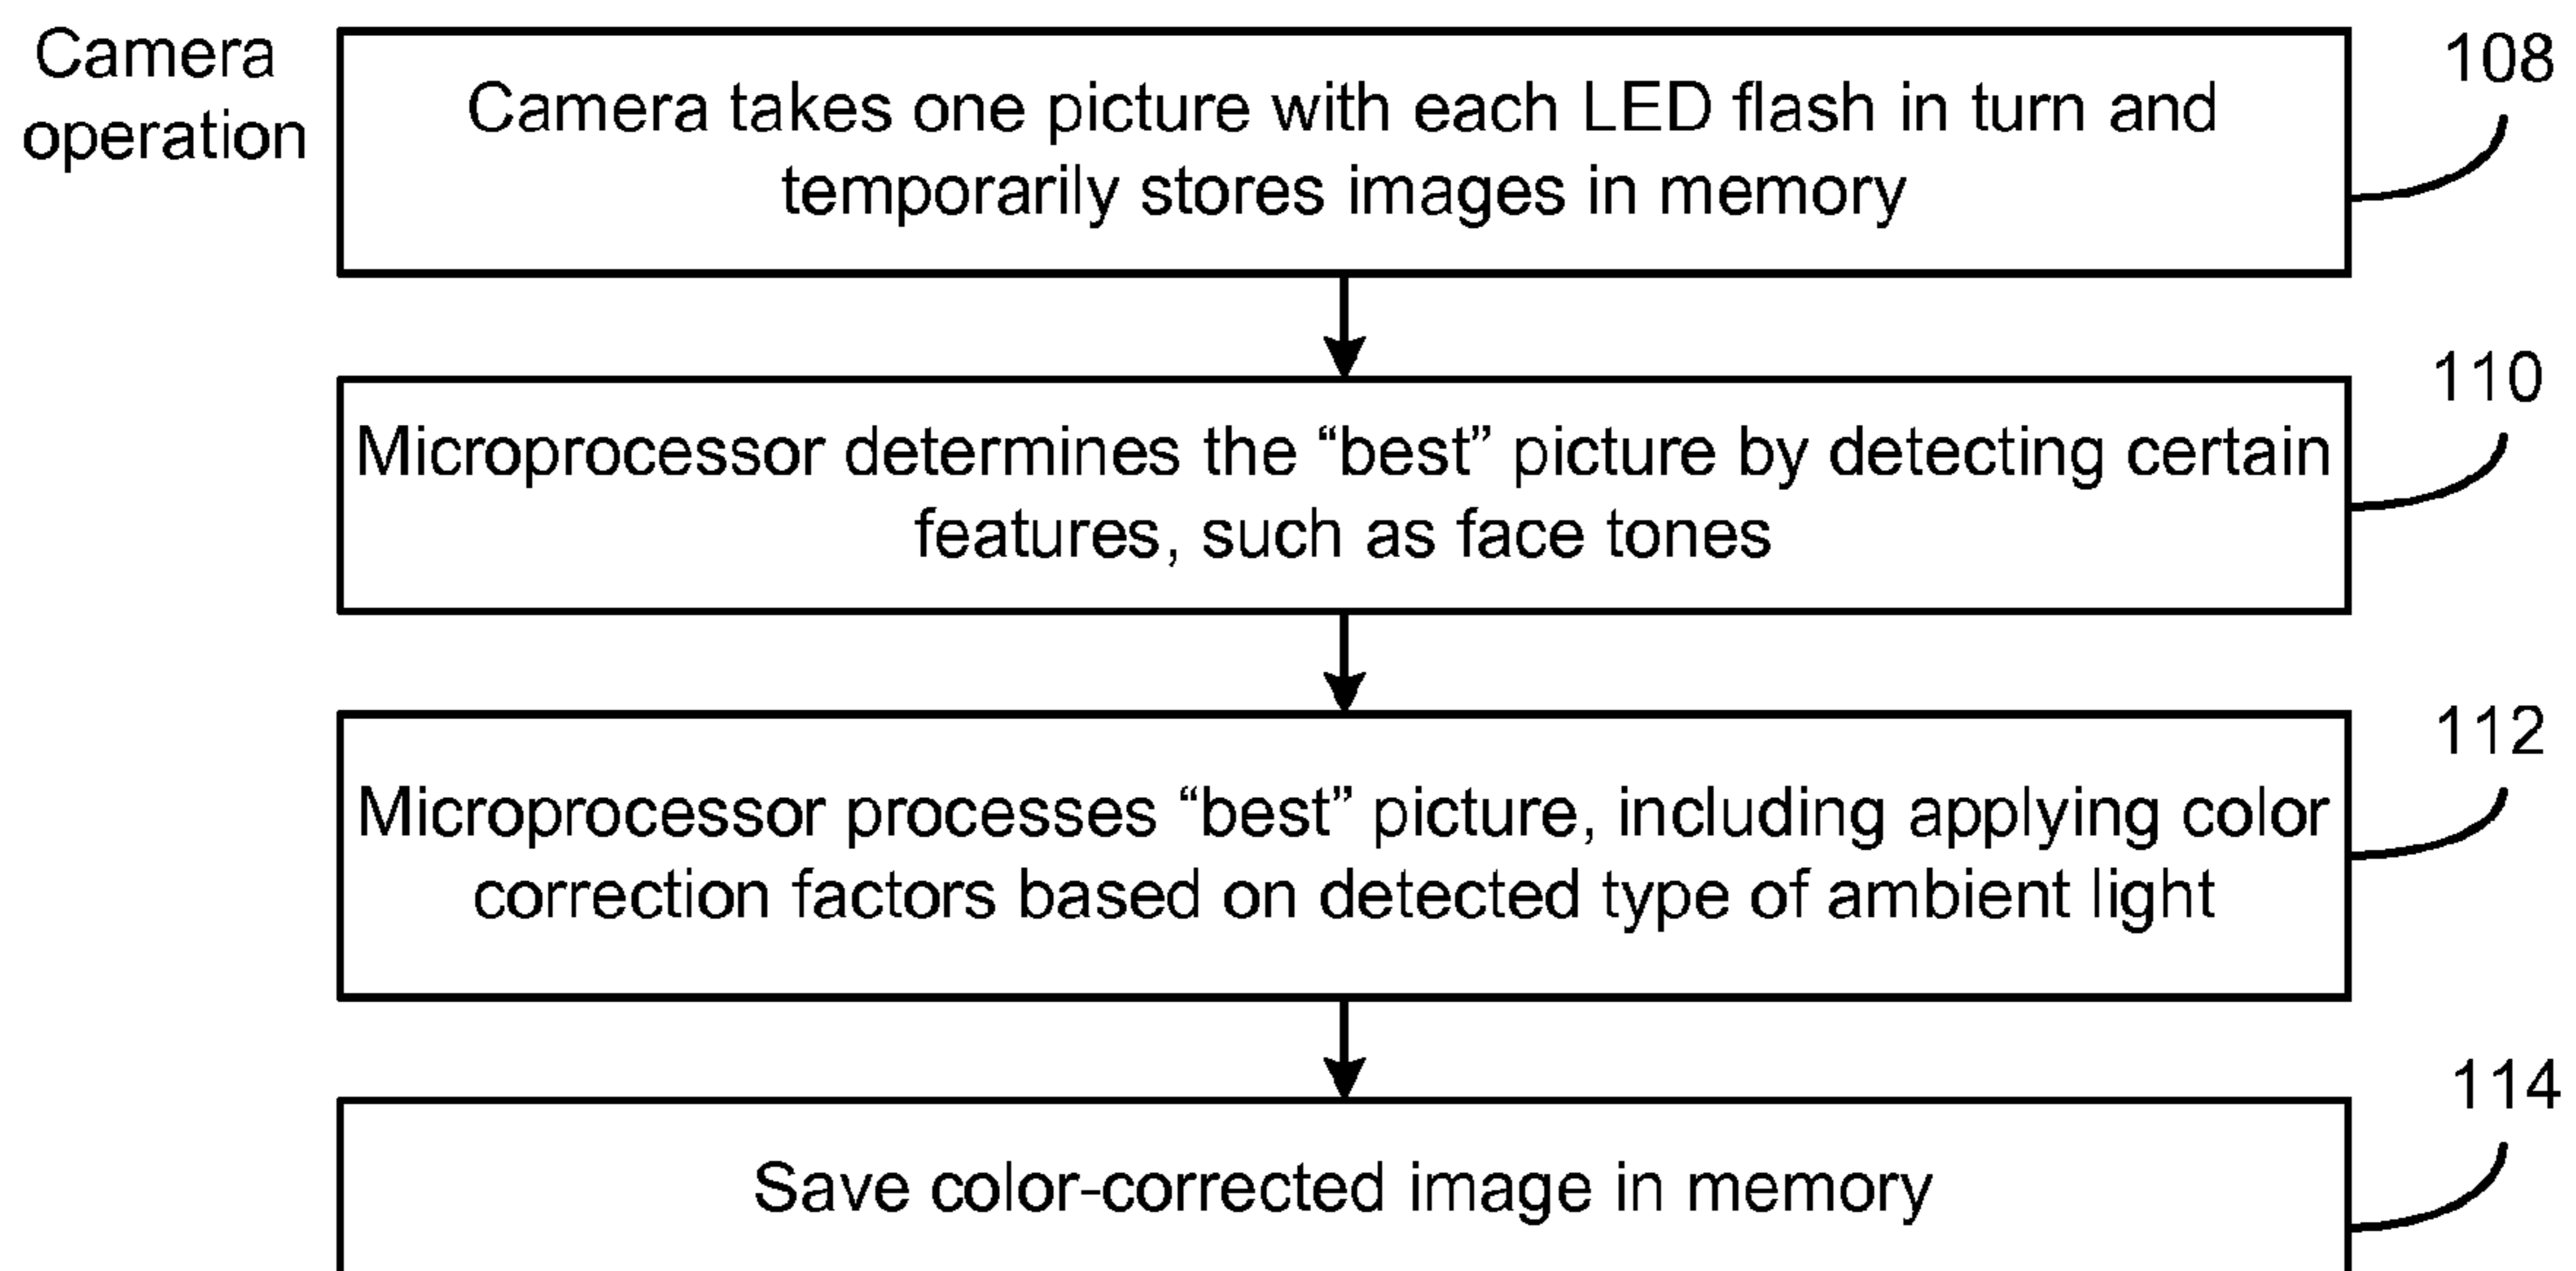 Camera
operation
Camera takes one picture with each LED flash in turn and
temporarily stores images in memory
108
Microprocessor determines the “best” picture by detecting certain
features, such as face tones
110
Microprocessor processes “best” picture, including applying color
correction factors based on detected type of ambient light
112
Save color-corrected image in memory
114